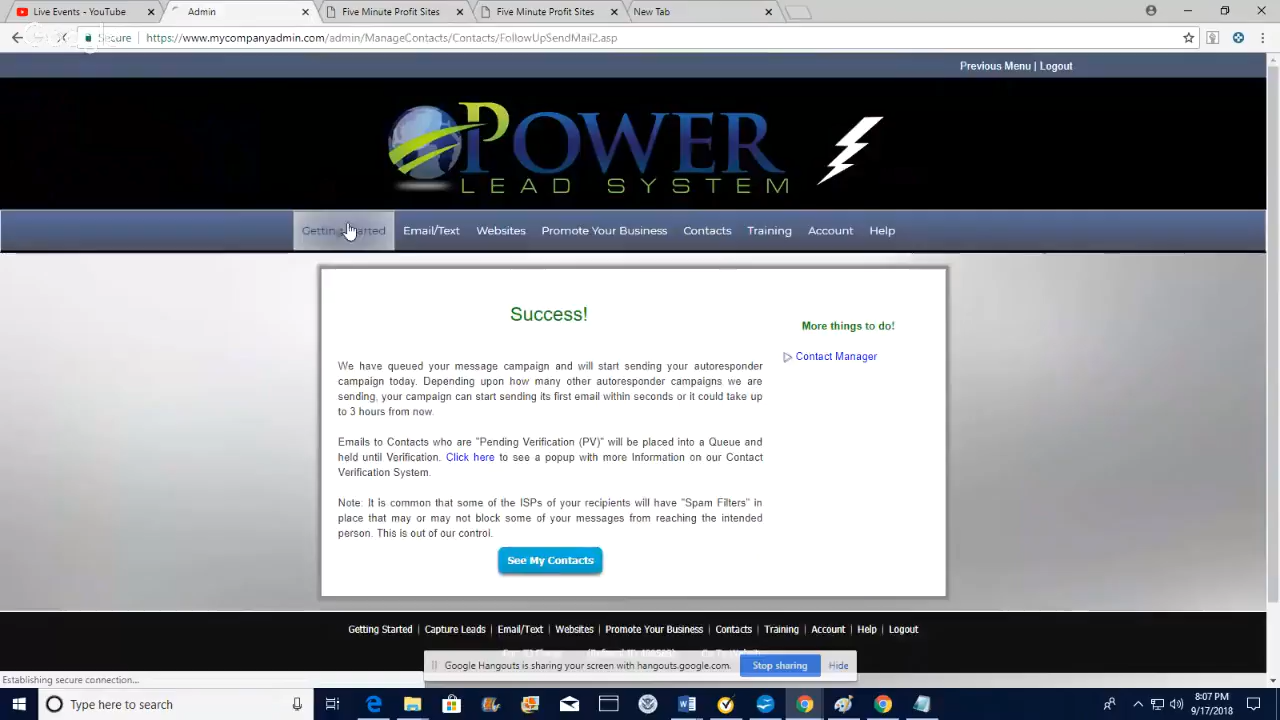 Live Events - YouTube
Admin
Five Minute Profit Sites
Five Minute Profit Sites
New Tab
https://www.mycompanyadmin.com/admin/ManageContacts/Contacts/FollowUpSendMail2.asp
Previous Menu | Logout
POWER
LEAD SYSTEM
Getting Started Email/Text Websites Promote Your Business Contacts Training Account Help
Success!
We have queued your message campaign and will start sending your autoresponder
campaign today. Depending upon how many other autoresponder campaigns we are
sending, your campaign can start sending its first email within seconds or it could take up
to 3 hours from now.
Emails to Contacts who are "Pending Verification (PV)" will be placed into a Queue and
held until Verification. Click here to see a popup with more Information on our Contact
Verification System.
Note: It is common that some of the ISPs of your recipients will have "Spam Filters" in
place that may or may not block some of your messages from reaching the intended
person. This is out of our control.
See My Contacts
More things to do!
Contact Manager
Getting Started | Capture Leads | Email/Text | Websites | Promote Your Business | Contacts | Training | Account | Help | Logout
Google Hangouts is sharing your screen with hangouts.google.com. Stop sharing Hide
Establishing secure connection...
Type here to search
8:07 PM
9/17/2018